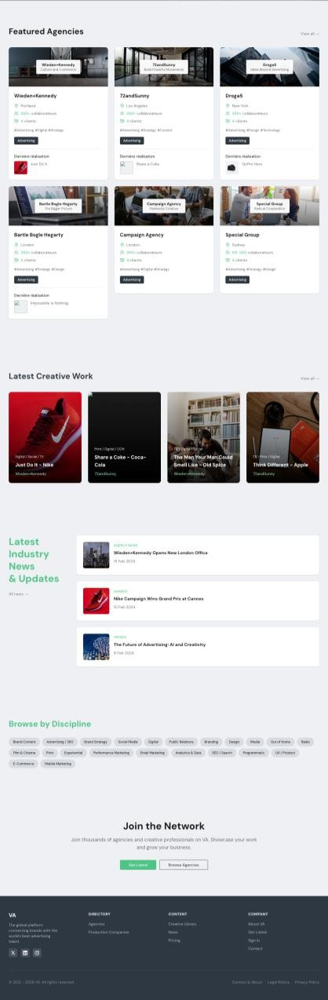 Featured Agencies
View all →
Wieden+Kennedy
Culture and Commerce
Wieden+Kennedy
Portland
250+ collaborateurs
4 clients
#Advertising #Digital #Strategy
Advertising
Dernière réalisation
Just Do It
72andSunny
Build Powerful Movements
72andSunny
Los Angeles
250+ collaborateurs
4 clients
#Advertising #Strategy #Content
Advertising
Dernière réalisation
Share a Coke
Droga5
Ideas Beyond Advertising
Droga5
New York
250+ collaborateurs
4 clients
#Advertising #Design #Technology
Advertising
Dernière réalisation
GoPro Hero
Bartle Bogle Hegarty
The Bigger Picture
Bartle Bogle Hegarty
London
250+ collaborateurs
3 clients
#Advertising #Strategy #Design
Advertising
Dernière réalisation
Impossible is Nothing
Campaign Agency
Fearlessly Creative
Campaign Agency
London
250+ collaborateurs
3 clients
#Advertising #Digital #Strategy
Advertising
Special Group
Radical Cooperation
Special Group
Sydney
collaborateurs
3 clients
#Advertising #Strategy #Design
Advertising
Latest Creative Work
View all →
Digital / Social / TV
Just Do It - Nike
Wieden+Kennedy
Print / Digital / OOH
Share a Coke - Coca-
Cola
72andSunny
TV / Digital / Social
The Man Your Man Could
Smell Like - Old Spice
Wieden+Kennedy
TV / Print / Digital
Think Different - Apple
72andSunny
Latest
Industry
News
& Updates
All news →
AGENCY NEWS
Wieden+Kennedy Opens New London Office
Feb 2024
AWARDS
Nike Campaign Wins Grand Prix at Cannes
10 Feb 2024
TRENDS
The Future of Advertising: AI and Creativity
Feb 2024
Browse by Discipline
Brand Content
Advertising / 360
Brand Strategy
Social Media
Digital
Public Relations
Branding
Design
Media
Out of Home
Radio
Film & Cinema
Print
Experiential
Performance Marketing
Email Marketing
Analytics & Data
SEO / Search
Programmatic
UX / Product
E-Commerce
Mobile Marketing
Join the Network
Join thousands of agencies and creative professionals on VA. Showcase your work
and grow your business.
Get Listed
Browse Agencies
VA
The global platform
connecting brands with the
world's best advertising
talent.
DIRECTORY
Agencies
Production Companies
CONTENT
Creative Library
News
Pricing
COMPANY
About VA
Get Listed
Sign In
Contact
2026 VA. All rights reserved.
Contact & About
Legal Notice
Privacy Policy